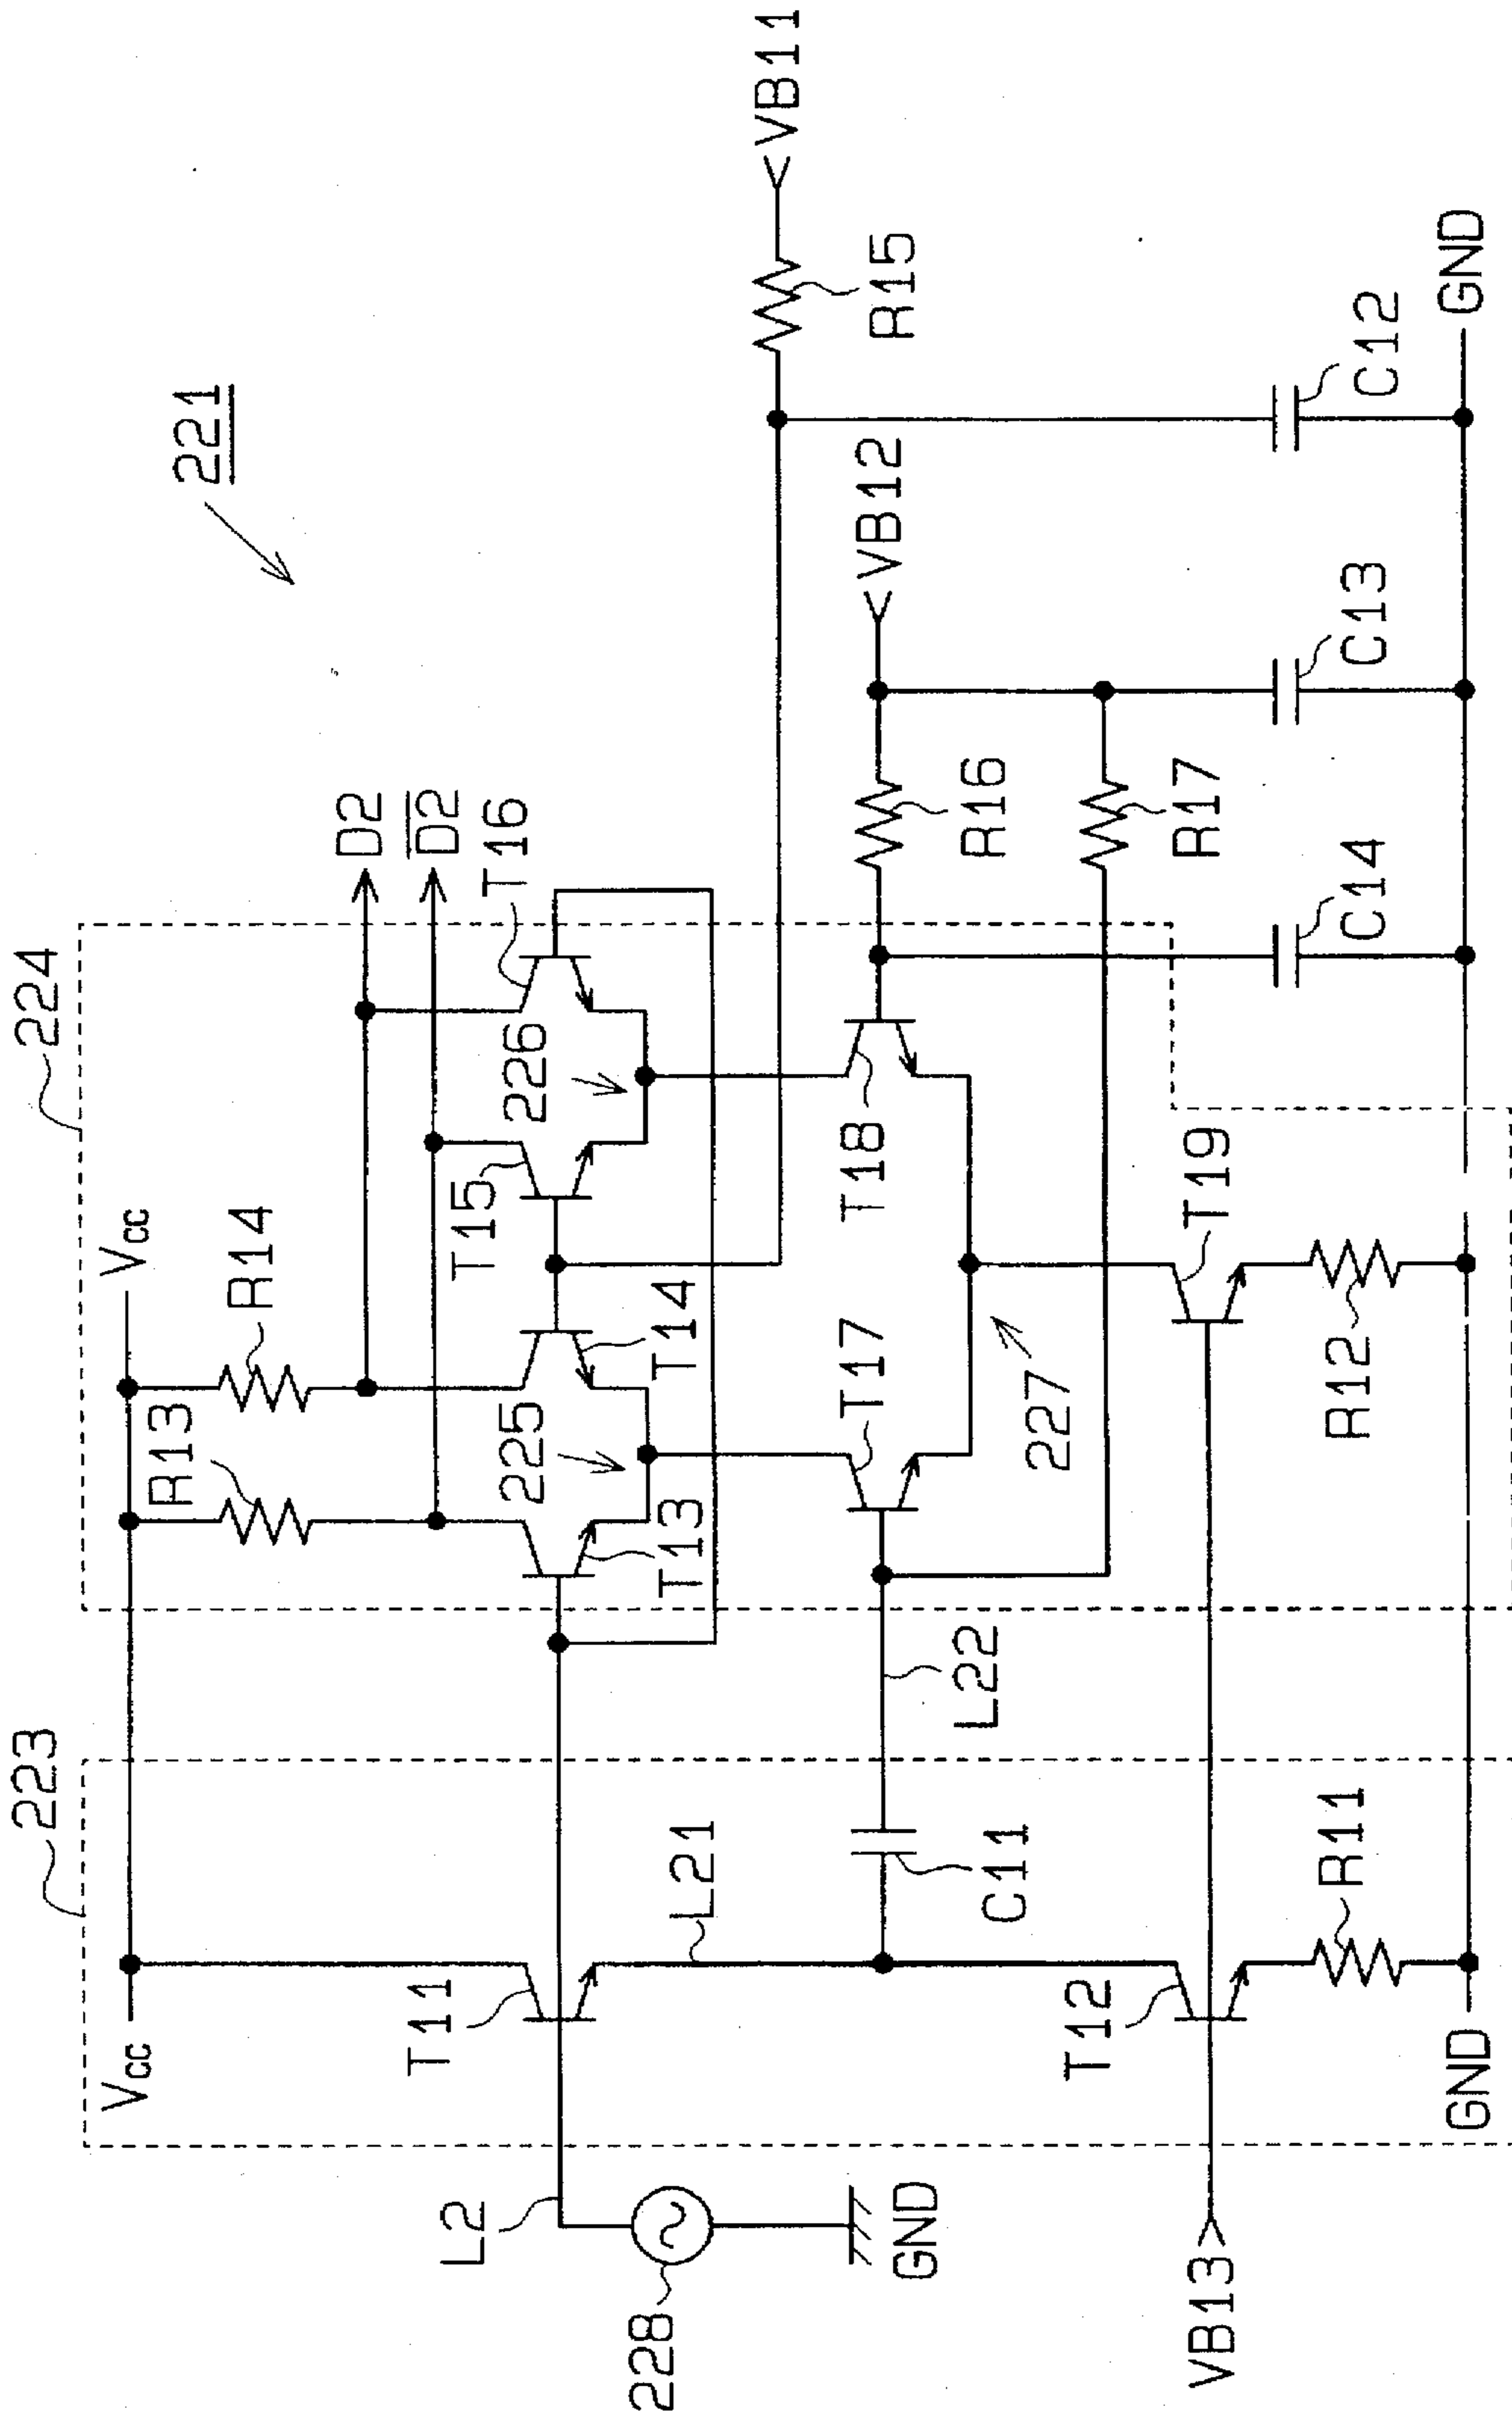 221
223
224
Vcc
Vcc
R13
R14
D2
D2
T11
L2
228
GND
T13
225
T14
T15
226
T16
VB11
R15
L21
C11
L22
T17
227
T18
R16
VB12
R17
VB13
T12
R11
T19
R12
C14
C13
C12
GND
GND